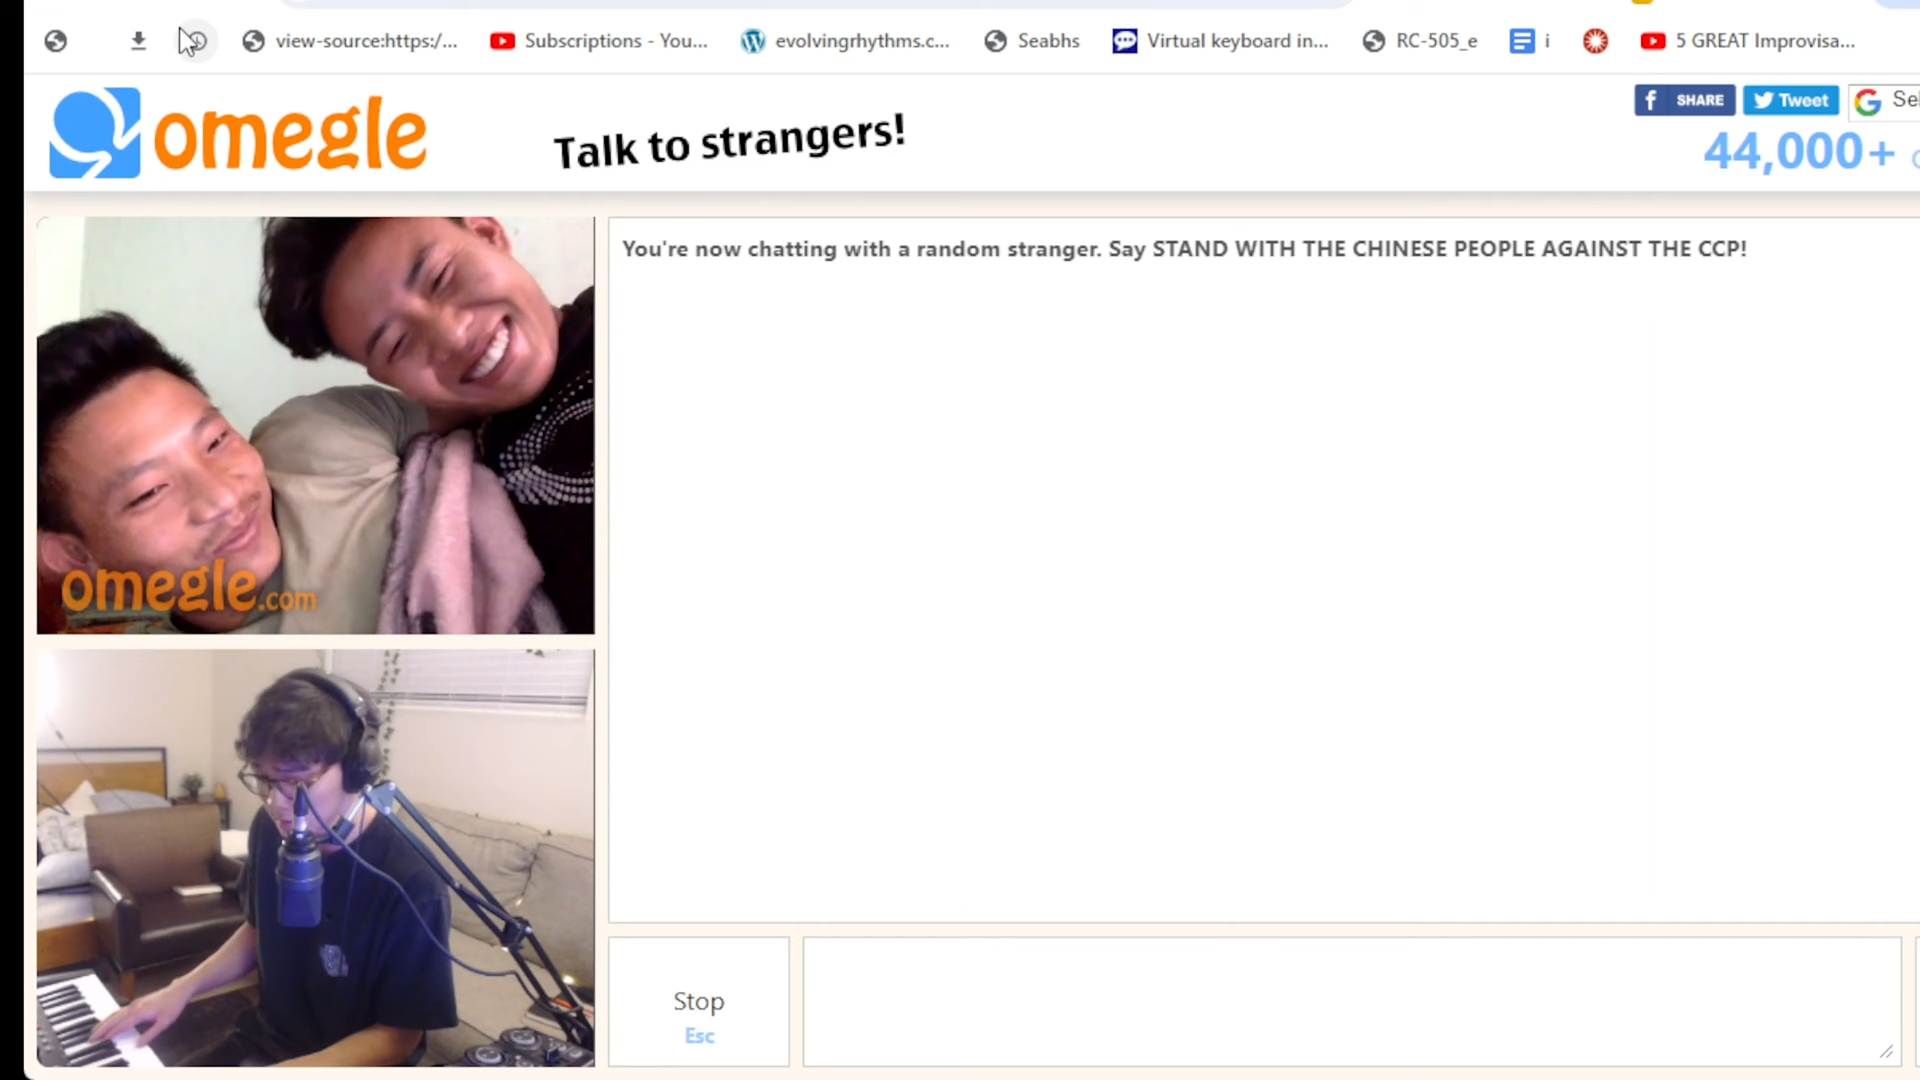 view-source:https:/...
Subscriptions - You...
evolvingrhythms.c...
Seabhs
Virtual keyboard in...
RC-505_e
i
5 GREAT Improvisa...
omegle
Talk to strangers!
SHARE
Tweet
44,000+
You're now chatting with a random stranger. Say STAND WITH THE CHINESE PEOPLE AGAINST THE CCP!
omegle.com
Stop
Esc